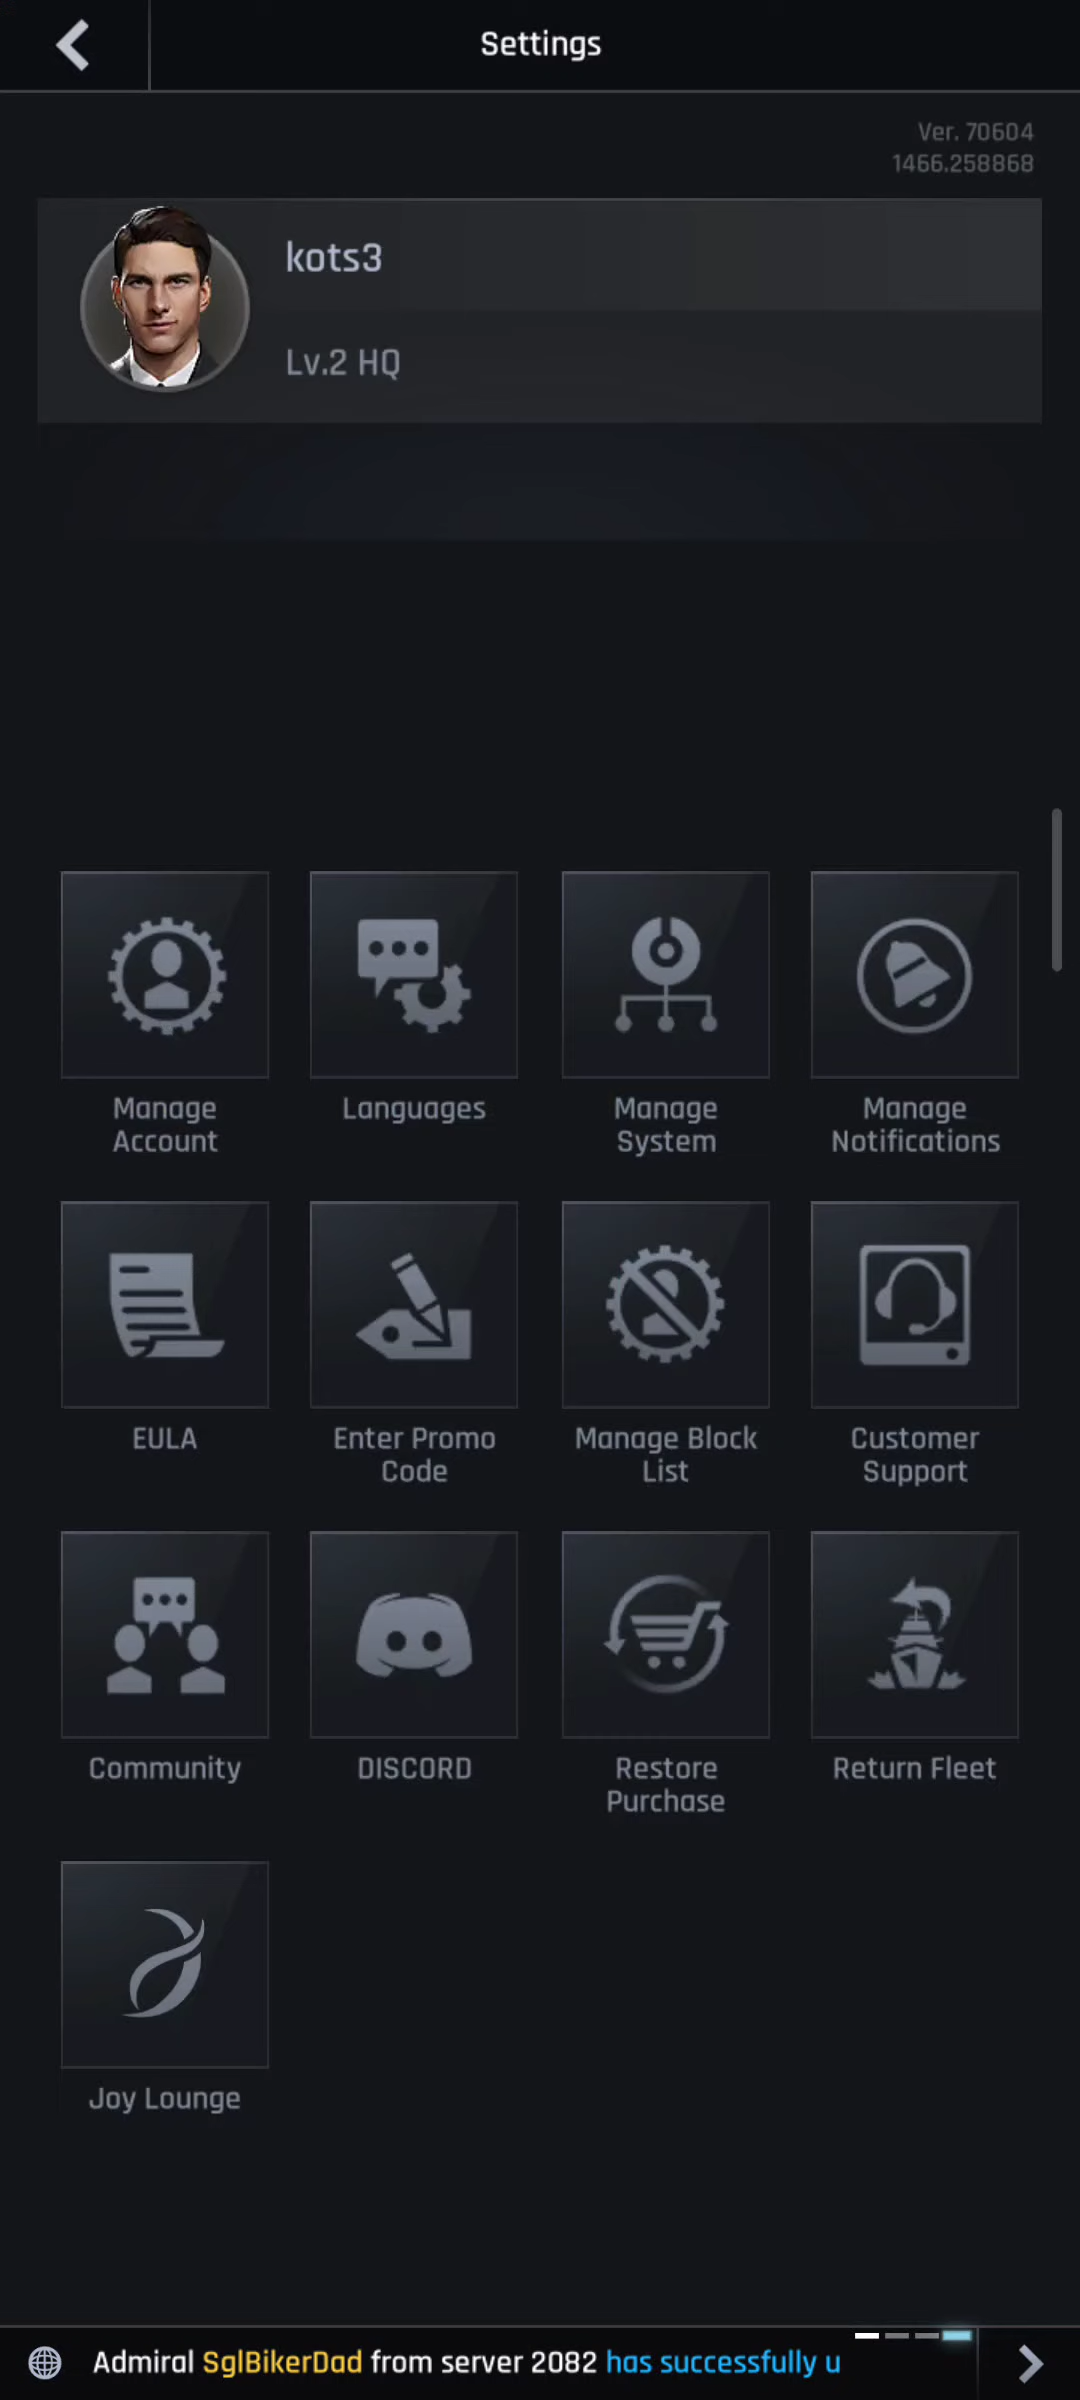 Settings
Ver. 70604
1466.258868
kots3
Lv.2 HQ
Manage
Account
Languages
Manage
System
Manage
Notifications
EULA
Enter Promo
Code
Manage Block
List
Customer
Support
Community
DISCORD
Restore
Purchase
Return Fleet
Joy Lounge
Admiral SglBikerDad from server 2082 has successfully u